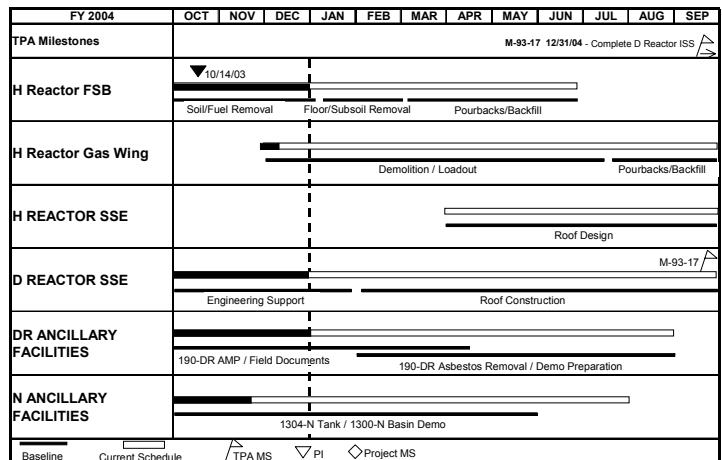 FY 2004 OCT NOV DEC JAN FEB MAR APR MAY JUN JUL AUG SEP
TPA Milestones
M-93-17 12/31/04 - Complete D Reactor ISS
10/14/03
H Reactor FSB
Soil/Fuel Removal Floor/Subsoil Removal Pourbacks/Backfill
H Reactor Gas Wing
Demolition / Loadout Pourbacks/Backfill
H REACTOR SSE
Roof Design
M-93-17
D REACTOR SSE
Engineering Support Roof Construction
DR ANCILLARY
FACILITIES
190-DR AMP / Field Documents 190-DR Asbestos Removal / Demo Preparation
N ANCILLARY
FACILITIES
1304-N Tank / 1300-N Basin Demo
Baseline Current Schedule TPA MS PI Project MS